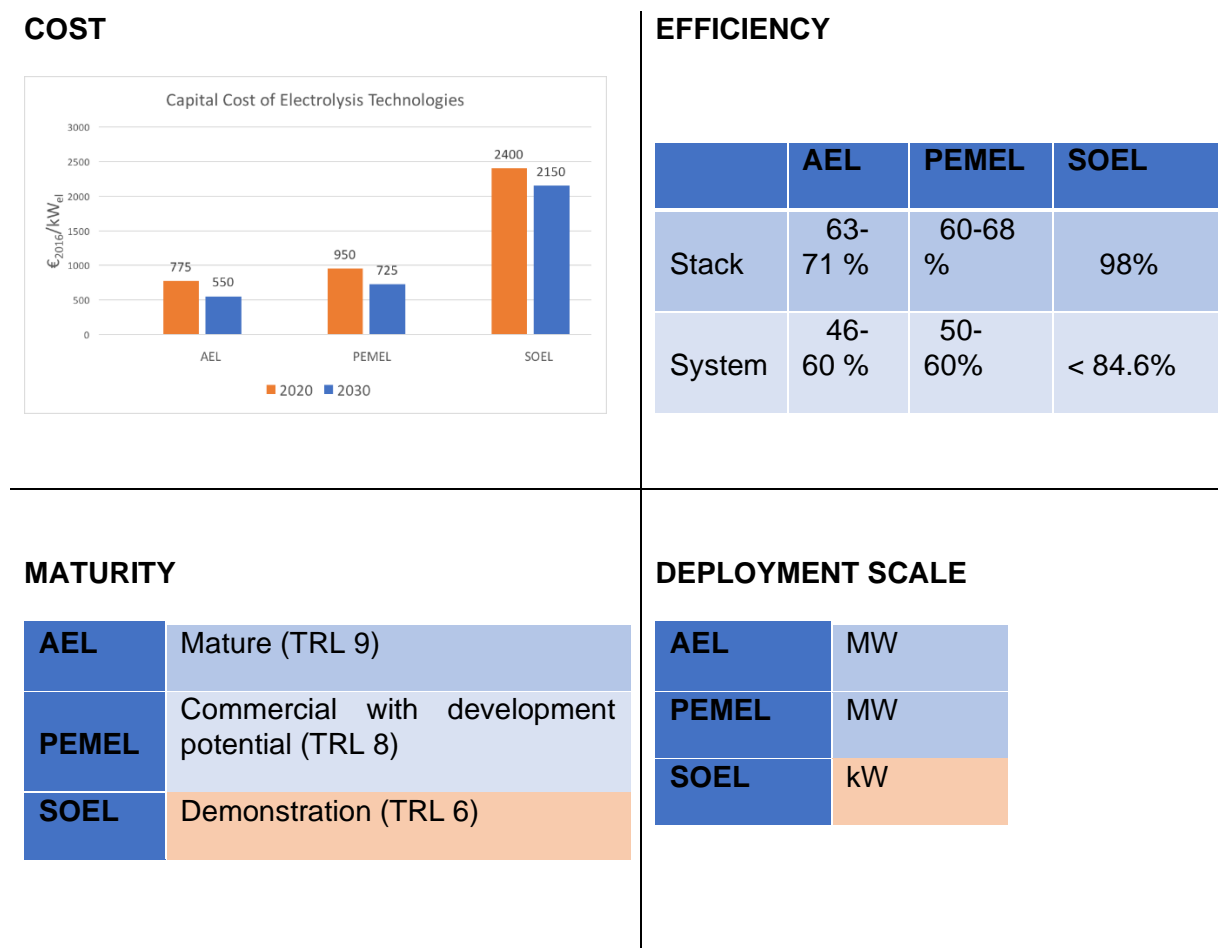 COST
Capital Cost of Electrolysis Technologies
3000
2500
2000
1500
1000
500
0
€2016/kWel
775
550
950
725
2400
2150
AEL PEMEL SOEL
2020 2030
EFFICIENCY
AEL PEMEL SOEL
Stack
63-
71 %
60-68
%
98%
System
46-
60 %
50-
60%
< 84.6%
MATURITY
AEL Mature (TRL 9)
PEMEL
Commercial with development
potential (TRL 8)
SOEL Demonstration (TRL 6)
DEPLOYMENT SCALE
AEL MW
PEMEL MW
SOEL kW